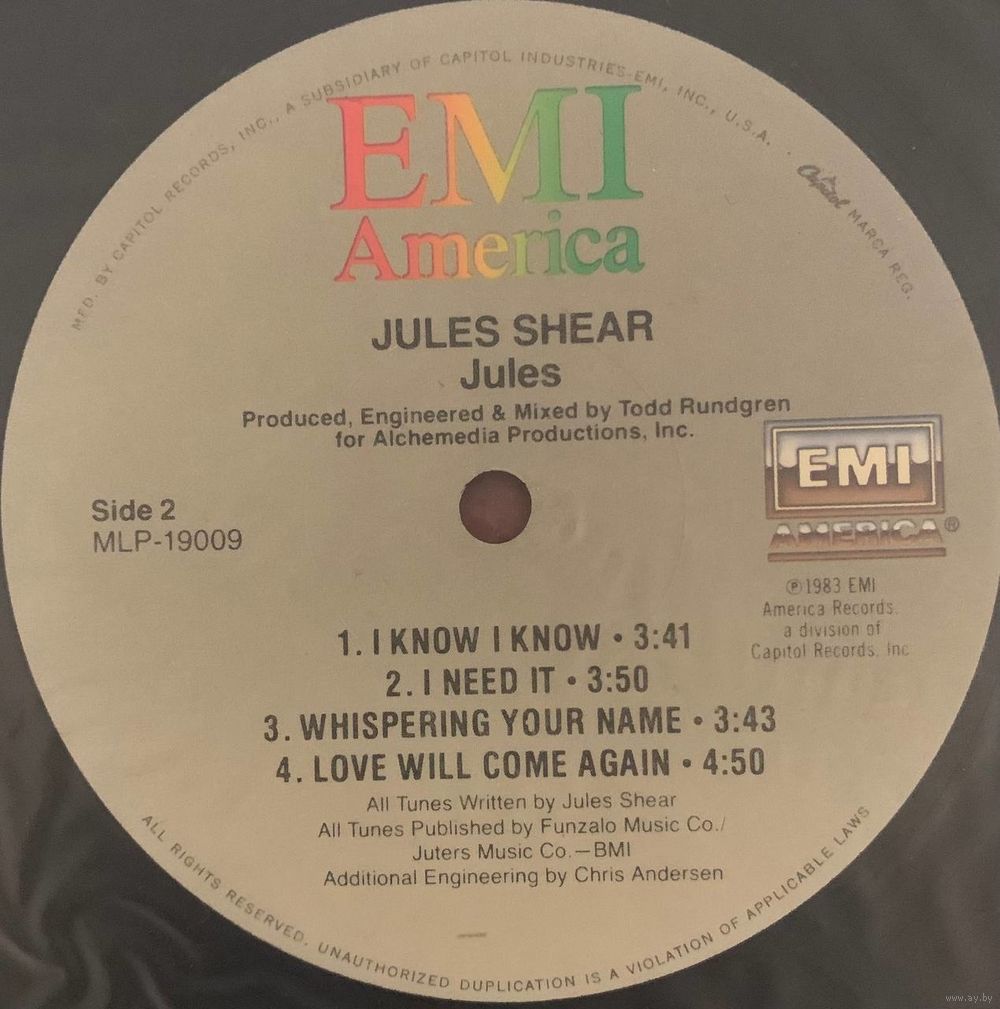 MFD. BY CAPITOL RECORDS, INC., A SUBSIDIARY OF CAPITOL INDUSTRIES-EMI, INC., U.S.A. · Capitol MARCA REG.
EMI
America
JULES SHEAR
Jules
Produced, Engineered & Mixed by Todd Rundgren
for Alchemedia Productions, Inc.
Side 2
MLP-19009
EMI
AMERICA®
℗1983 EMI
America Records,
a division of
Capitol Records, Inc.
1. I KNOW I KNOW • 3:41
2. I NEED IT • 3:50
3. WHISPERING YOUR NAME • 3:43
4. LOVE WILL COME AGAIN • 4:50
All Tunes Written by Jules Shear
All Tunes Published by Funzalo Music Co./
Juters Music Co.—BMI
Additional Engineering by Chris Andersen
ALL RIGHTS RESERVED. UNAUTHORIZED DUPLICATION IS A VIOLATION OF APPLICABLE LAWS
www.ay.by